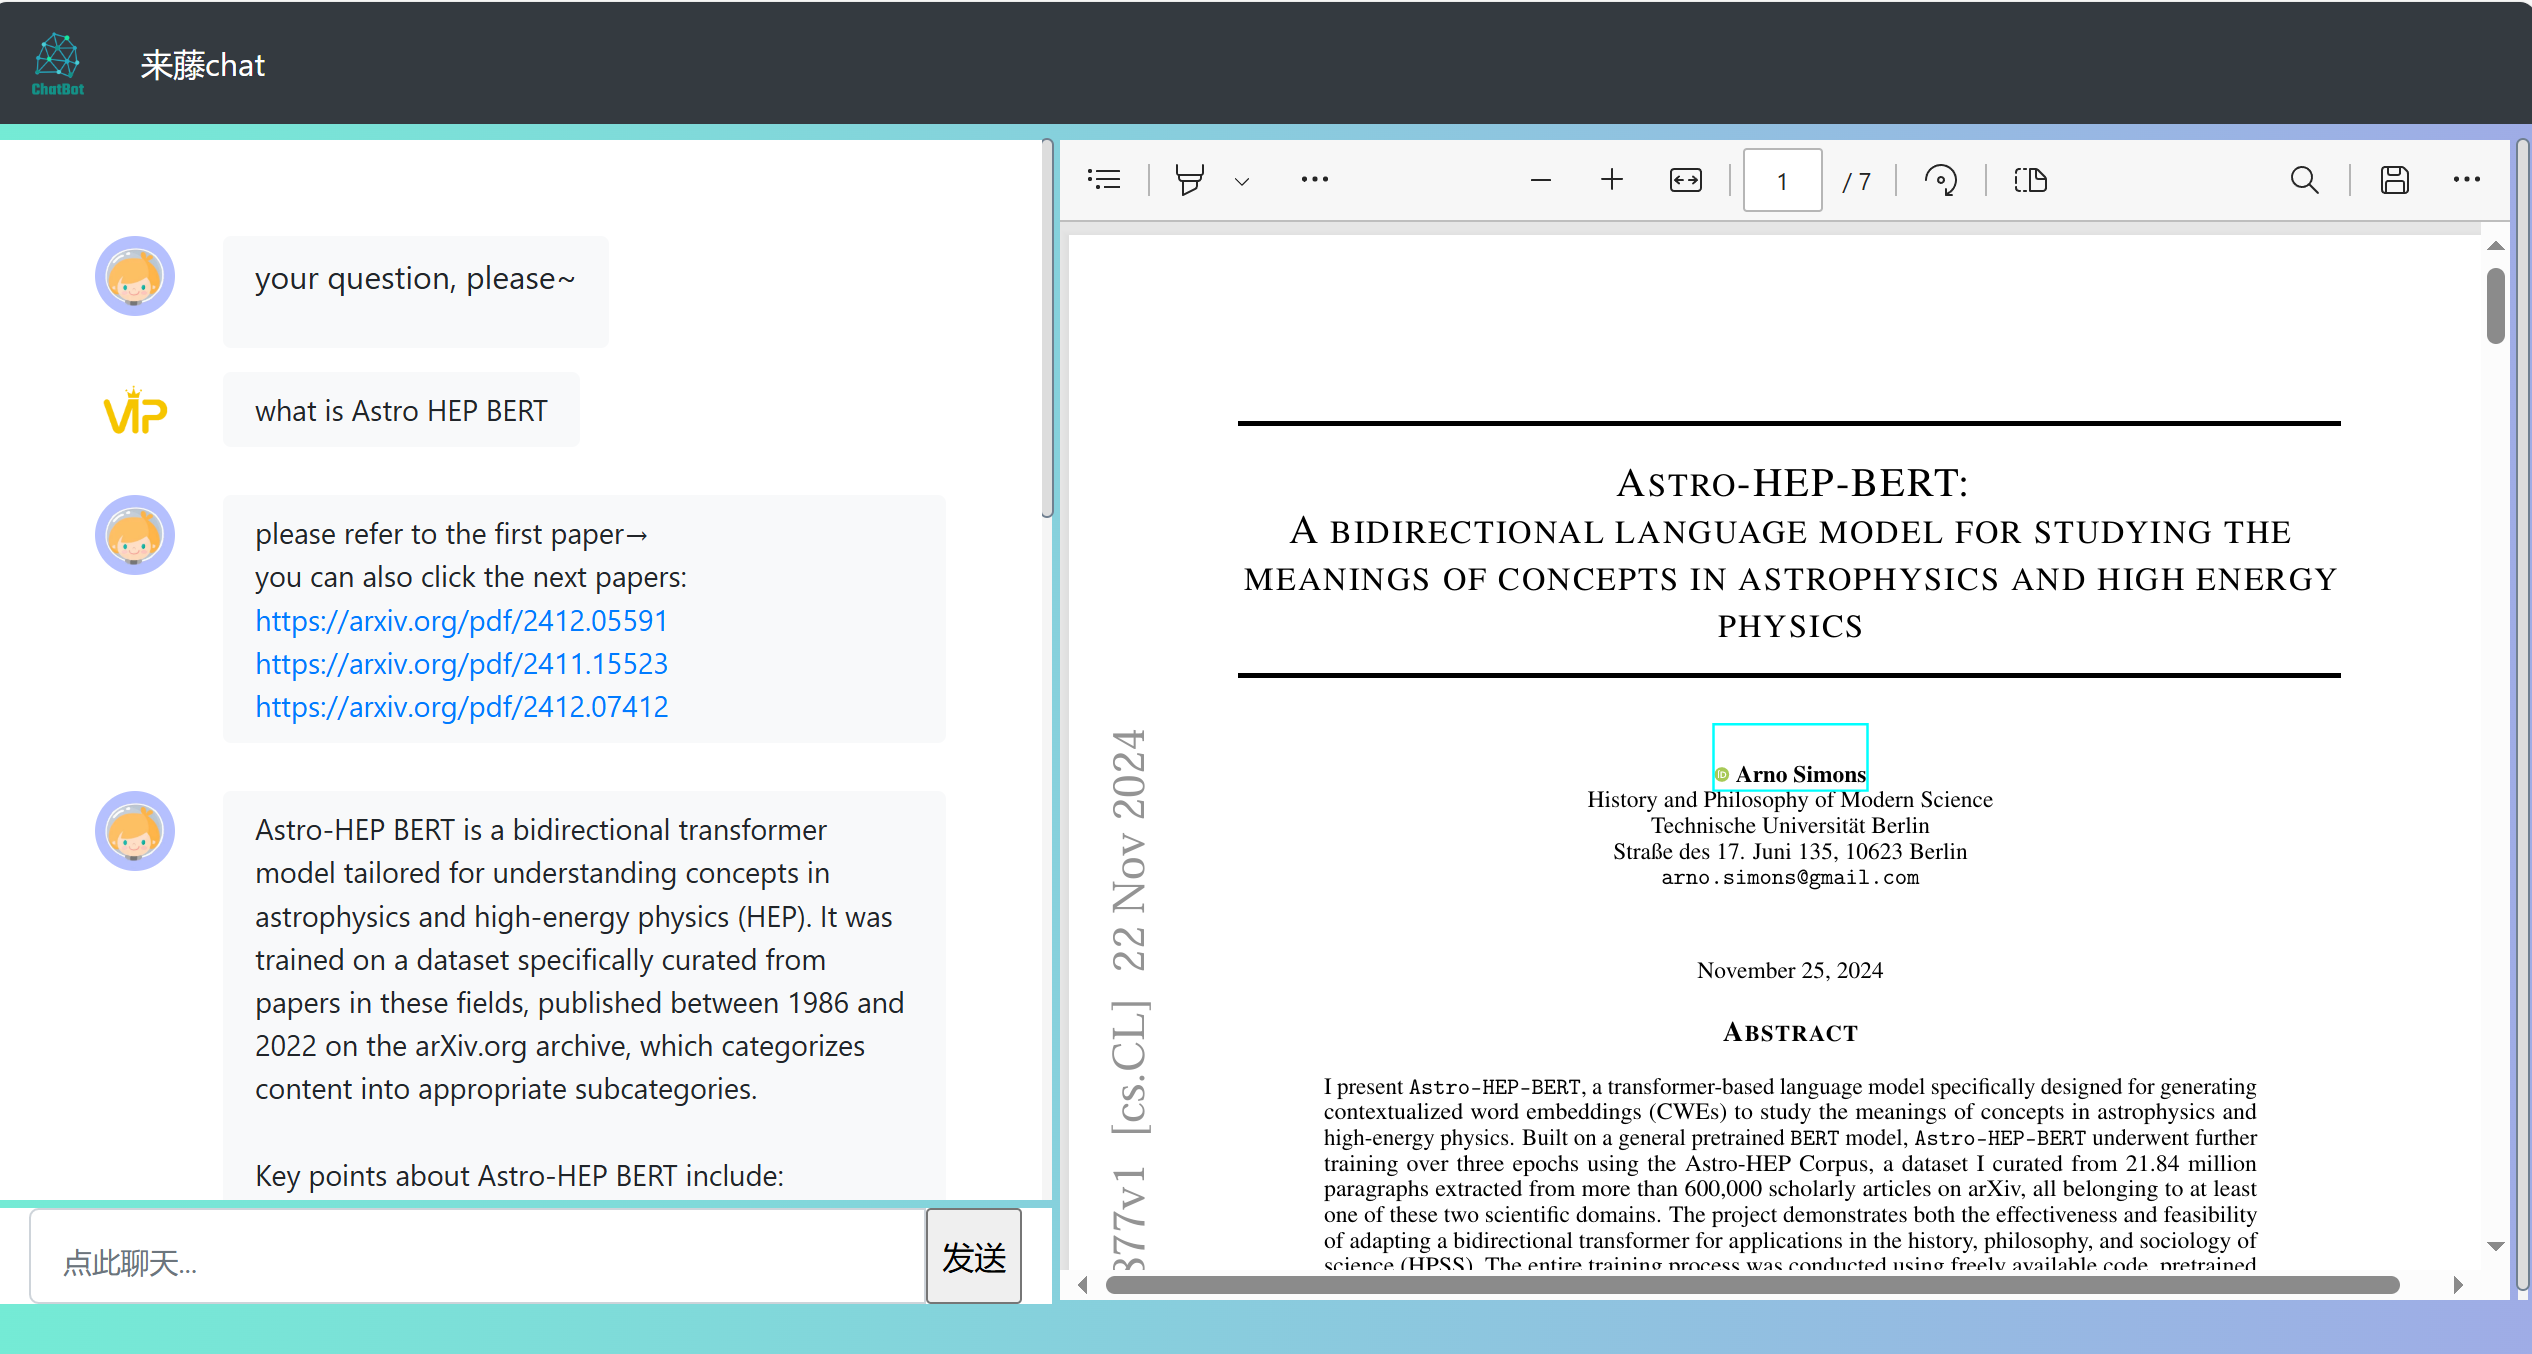 ChatBot
来藤chat
your question, please~
VIP
what is Astro HEP BERT
please refer to the first paper→
you can also click the next papers:
https://arxiv.org/pdf/2412.05591
https://arxiv.org/pdf/2411.15523
https://arxiv.org/pdf/2412.07412
Astro-HEP BERT is a bidirectional transformer
model tailored for understanding concepts in
astrophysics and high-energy physics (HEP). It was
trained on a dataset specifically curated from
papers in these fields, published between 1986 and
2022 on the arXiv.org archive, which categorizes
content into appropriate subcategories.
Key points about Astro-HEP BERT include:
点此聊天...
发送
1 / 7
ASTRO-HEP-BERT:
A BIDIRECTIONAL LANGUAGE MODEL FOR STUDYING THE
MEANINGS OF CONCEPTS IN ASTROPHYSICS AND HIGH ENERGY
PHYSICS
iD Arno Simons
History and Philosophy of Modern Science
Technische Universität Berlin
Straße des 17. Juni 135, 10623 Berlin
arno.simons@gmail.com
November 25, 2024
ABSTRACT
I present Astro-HEP-BERT, a transformer-based language model specifically designed for generating
contextualized word embeddings (CWEs) to study the meanings of concepts in astrophysics and
high-energy physics. Built on a general pretrained BERT model, Astro-HEP-BERT underwent further
training over three epochs using the Astro-HEP Corpus, a dataset I curated from 21.84 million
paragraphs extracted from more than 600,000 scholarly articles on arXiv, all belonging to at least
one of these two scientific domains. The project demonstrates both the effectiveness and feasibility
of adapting a bidirectional transformer for applications in the history, philosophy, and sociology of
science (HPSS). The entire training process was conducted using freely available code, pretrained
377v1 [cs.CL] 22 Nov 2024